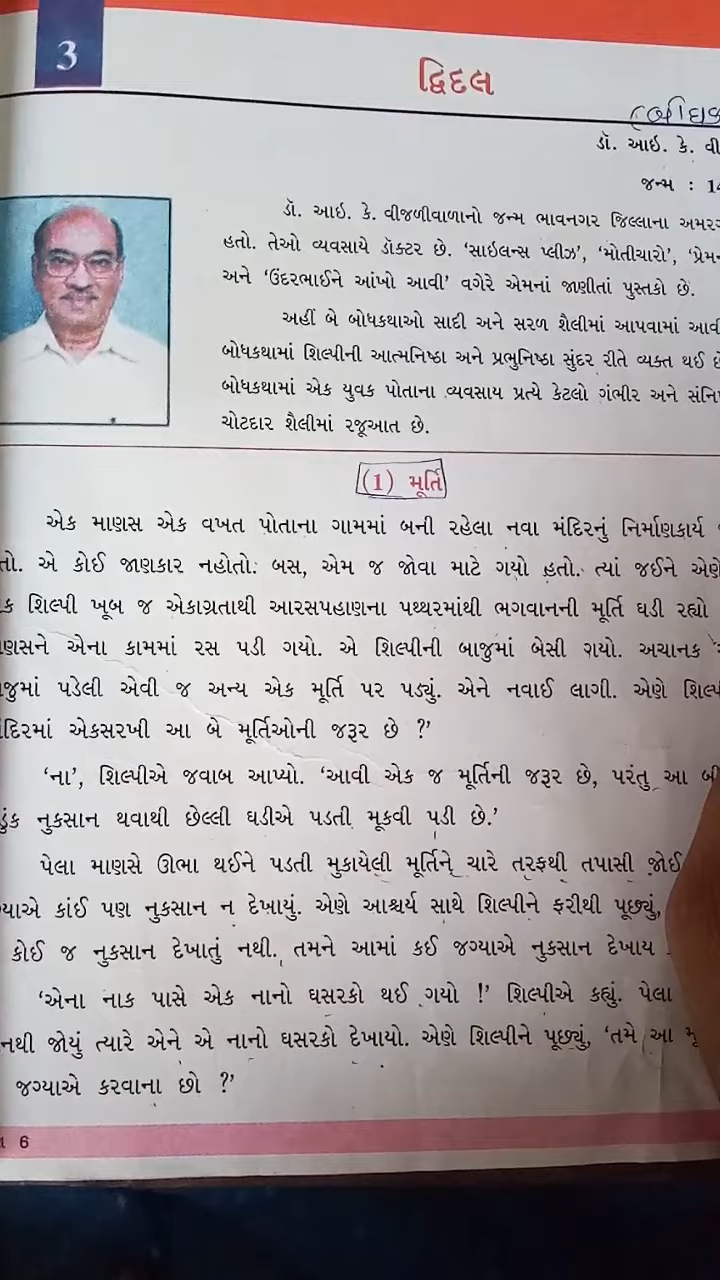 3
દ્વિદલ
ડૉ. આઇ. કે.
જન્મ :
ડૉ. આઇ. કે. વીજળીવાળાનો જન્મ ભાવનગર જિલ્લાના
હતો. તેઓ વ્યવસાયે ડૉક્ટર છે. ‘સાઇલન્સ પ્લીઝ’, ‘મોતીચારો’,
અને ‘ઉંદરભાઈને આંખો આવી’ વગેરે એમનાં જાણીતાં પુસ્તકો છે.
અહીં બે બોધકથાઓ સાદી અને સરળ શૈલીમાં આપવામાં
બોધકથામાં શિલ્પીની આત્મનિષ્ઠા અને પ્રભુનિષ્ઠા સુંદર રીતે વ્યક્ત થઈ
બોધકથામાં એક યુવક પોતાના વ્યવસાય પ્રત્યે કેટલો ગંભીર અને
ચોટદાર શૈલીમાં રજૂઆત છે.
(1) મૂર્તિ
એક માણસ એક વખત પોતાના ગામમાં બની રહેલા નવા મંદિરનું નિર્માણકાર્ય
એ કોઈ જાણકાર નહોતો. બસ, એમ જ જોવા માટે ગયો હતો. ત્યાં જઈને
શિલ્પી ખૂબ જ એકાગ્રતાથી આરસપહાણના પથ્થરમાંથી ભગવાનની મૂર્તિ ઘડી રહ્યો
એના કામમાં રસ પડી ગયો. એ શિલ્પીની બાજુમાં બેસી ગયો. અચાનક
પડેલી એવી જ અન્ય એક મૂર્તિ પર પડ્યું. એને નવાઈ લાગી. એણે
એકસરખી આ બે મૂર્તિઓની જરૂર છે ?’
‘ના’, શિલ્પીએ જવાબ આપ્યો. ‘આવી એક જ મૂર્તિની જરૂર છે, પરંતુ આ
નુકસાન થવાથી છેલ્લી ઘડીએ પડતી મૂકવી પડી છે.’
પેલા માણસે ઊભા થઈને પડતી મુકાયેલી મૂર્તિને ચારે તરફથી તપાસી જોઈ
કાંઈ પણ નુકસાન ન દેખાયું. એણે આશ્ચર્ય સાથે શિલ્પીને ફરીથી પૂછ્યું,
કોઈ જ નુકસાન દેખાતું નથી. તમને આમાં કઈ જગ્યાએ નુકસાન દેખાય
‘એના નાક પાસે એક નાનો ઘસરકો થઈ ગયો !’ શિલ્પીએ કહ્યું. પેલા
જોયું ત્યારે એને એ નાનો ઘસરકો દેખાયો. એણે શિલ્પીને પૂછ્યું, ‘તમે આ
જગ્યાએ કરવાના છો ?’
6